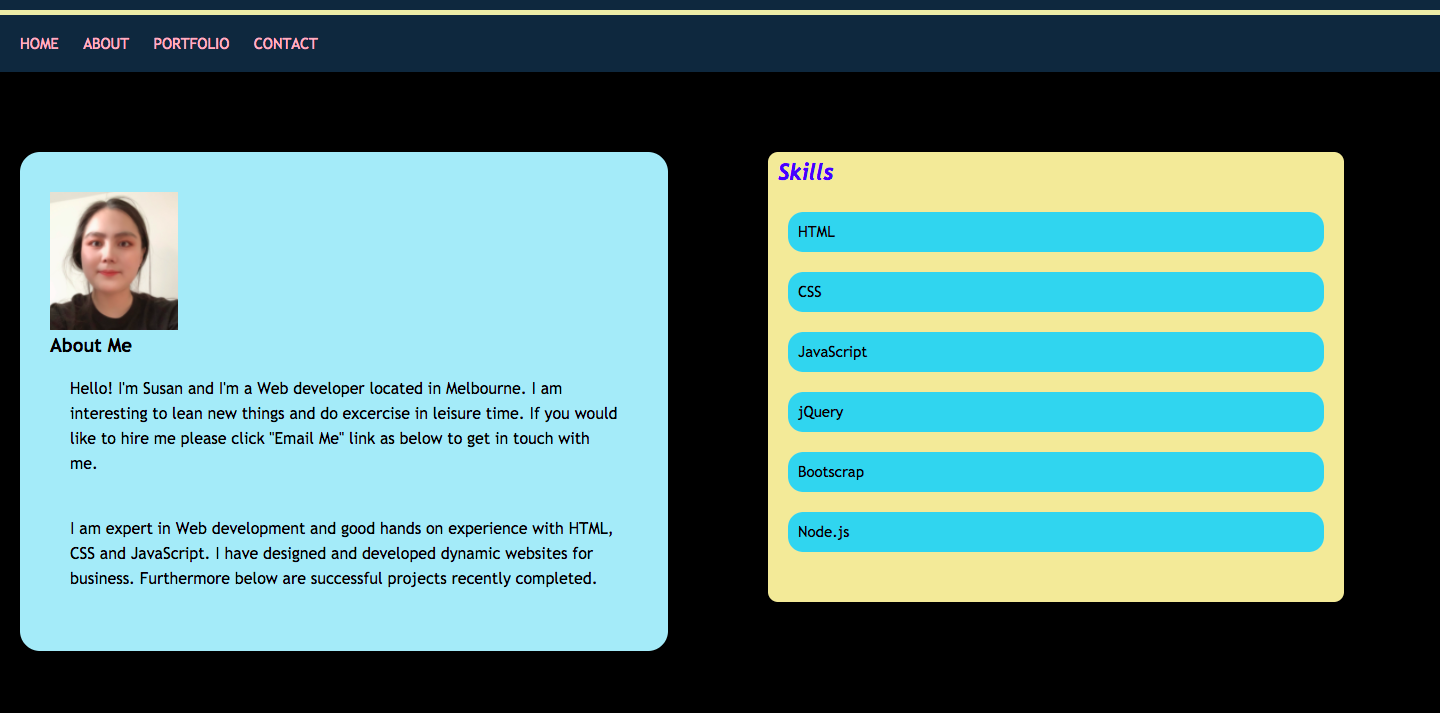 HOME ABOUT PORTFOLIO CONTACT
About Me
Hello! I'm Susan and I'm a Web developer located in Melbourne. I am
interesting to lean new things and do excercise in leisure time. If you would
like to hire me please click "Email Me" link as below to get in touch with
me.
I am expert in Web development and good hands on experience with HTML,
CSS and JavaScript. I have designed and developed dynamic websites for
business. Furthermore below are successful projects recently completed.
Skills
HTML
CSS
JavaScript
jQuery
Bootscrap
Node.js